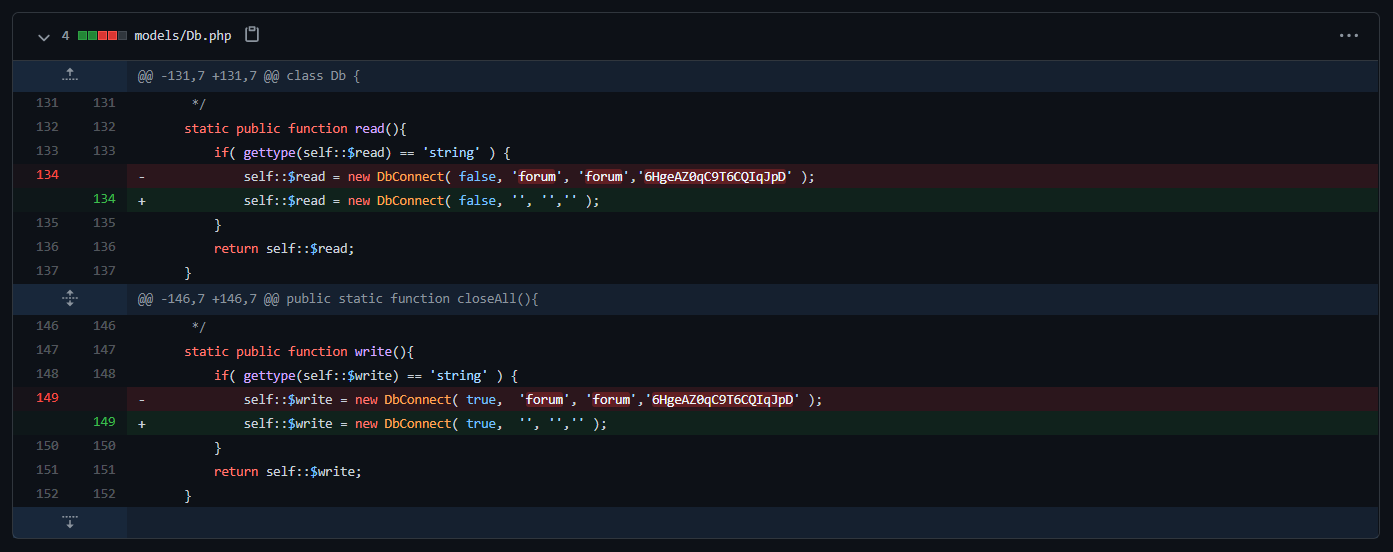 4 models/Db.php
@@ -131,7 +131,7 @@ class Db {
131 131 */
132 132 static public function read(){
133 133 if( gettype(self::$read) == 'string' ) {
134 - self::$read = new DbConnect( false, 'forum', 'forum','6HgeAZ0qC9T6CQIqJpD' );
134 + self::$read = new DbConnect( false, '', '','' );
135 135 }
136 136 return self::$read;
137 137 }
@@ -146,7 +146,7 @@ public static function closeAll(){
146 146 */
147 147 static public function write(){
148 148 if( gettype(self::$write) == 'string' ) {
149 - self::$write = new DbConnect( true,  'forum', 'forum','6HgeAZ0qC9T6CQIqJpD' );
149 + self::$write = new DbConnect( true,  '', '','' );
150 150 }
151 151 return self::$write;
152 152 }